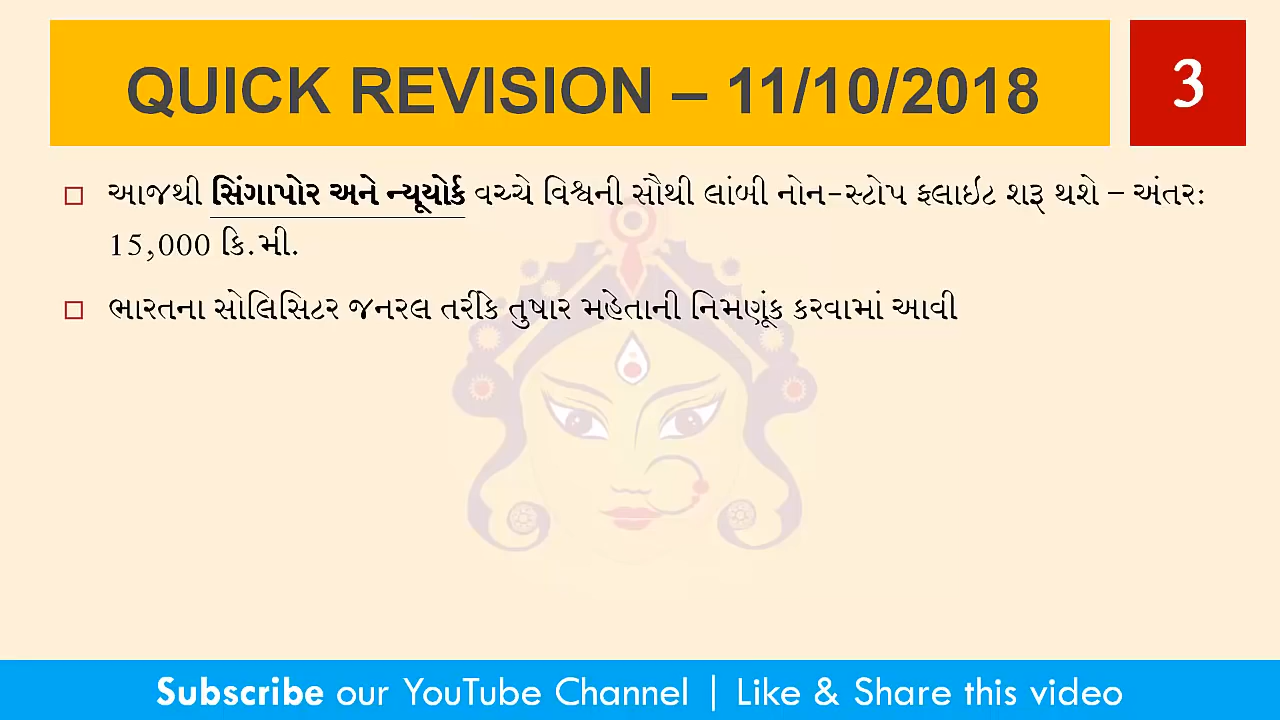 QUICK REVISION – 11/10/2018
3
આજથી સિંગાપોર અને ન્યૂયોર્ક વચ્ચે વિશ્વની સૌથી લાંબી નોન-સ્ટોપ ફ્લાઇટ શરૂ થશે – અંતર:
15,000 કિ.મી.
ભારતના સોલિસિટર જનરલ તરીકે તુષાર મહેતાની નિમણૂંક કરવામાં આવી
Subscribe our YouTube Channel | Like & Share this video